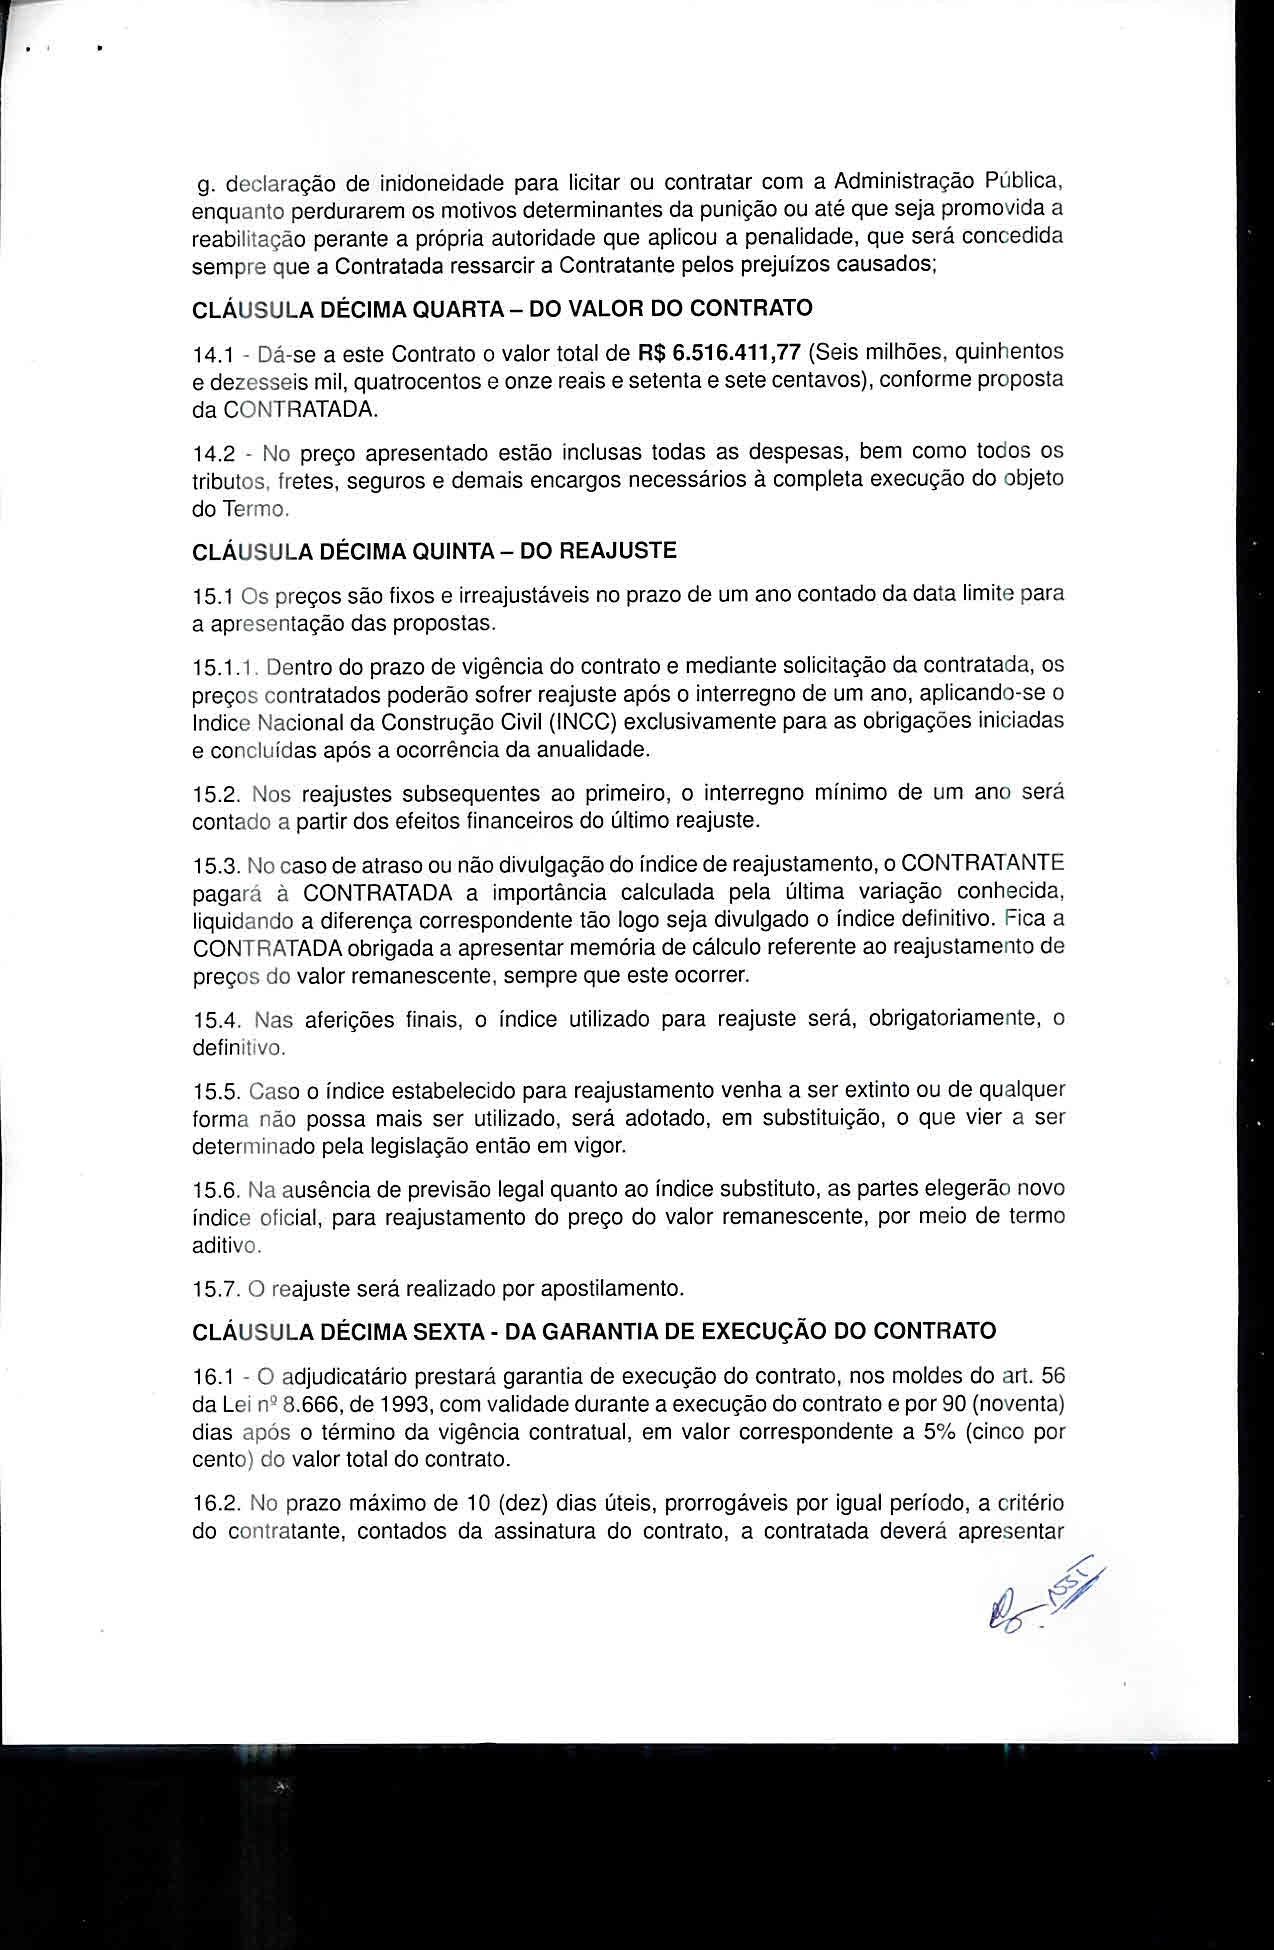 g. declaração de inidoneidade para licitar ou contratar com a Administração Pública,
enquanto perdurarem os motivos determinantes da punição ou até que seja promovida a
reabilitação perante a própria autoridade que aplicou a penalidade, que será concedida
sempre que a Contratada ressarcir a Contratante pelos prejuízos causados;
CLÁUSULA DÉCIMA QUARTA – DO VALOR DO CONTRATO
14.1 - Dá-se a este Contrato o valor total de R$ 6.516.411,77 (Seis milhões, quinhentos
e dezesseis mil, quatrocentos e onze reais e setenta e sete centavos), conforme proposta
da CONTRATADA.
14.2 - No preço apresentado estão inclusas todas as despesas, bem como todos os
tributos, fretes, seguros e demais encargos necessários à completa execução do objeto
do Termo.
CLÁUSULA DÉCIMA QUINTA – DO REAJUSTE
15.1 Os preços são fixos e irreajustáveis no prazo de um ano contado da data limite para
a apresentação das propostas.
15.1.1. Dentro do prazo de vigência do contrato e mediante solicitação da contratada, os
preços contratados poderão sofrer reajuste após o interregno de um ano, aplicando-se o
Indice Nacional da Construção Civil (INCC) exclusivamente para as obrigações iniciadas
e concluídas após a ocorrência da anualidade.
15.2. Nos reajustes subsequentes ao primeiro, o interregno mínimo de um ano será
contado a partir dos efeitos financeiros do último reajuste.
15.3. No caso de atraso ou não divulgação do índice de reajustamento, o CONTRATANTE
pagará à CONTRATADA a importância calculada pela última variação conhecida,
liquidando a diferença correspondente tão logo seja divulgado o índice definitivo. Fica a
CONTRATADA obrigada a apresentar memória de cálculo referente ao reajustamento de
preços do valor remanescente, sempre que este ocorrer.
15.4. Nas aferições finais, o índice utilizado para reajuste será, obrigatoriamente, o
definitivo.
15.5. Caso o índice estabelecido para reajustamento venha a ser extinto ou de qualquer
forma não possa mais ser utilizado, será adotado, em substituição, o que vier a ser
determinado pela legislação então em vigor.
15.6. Na ausência de previsão legal quanto ao índice substituto, as partes elegerão novo
índice oficial, para reajustamento do preço do valor remanescente, por meio de termo
aditivo.
15.7. O reajuste será realizado por apostilamento.
CLÁUSULA DÉCIMA SEXTA - DA GARANTIA DE EXECUÇÃO DO CONTRATO
16.1 - O adjudicatário prestará garantia de execução do contrato, nos moldes do art. 56
da Lei nº 8.666, de 1993, com validade durante a execução do contrato e por 90 (noventa)
dias após o término da vigência contratual, em valor correspondente a 5% (cinco por
cento) do valor total do contrato.
16.2. No prazo máximo de 10 (dez) dias úteis, prorrogáveis por igual período, a critério
do contratante, contados da assinatura do contrato, a contratada deverá apresentar